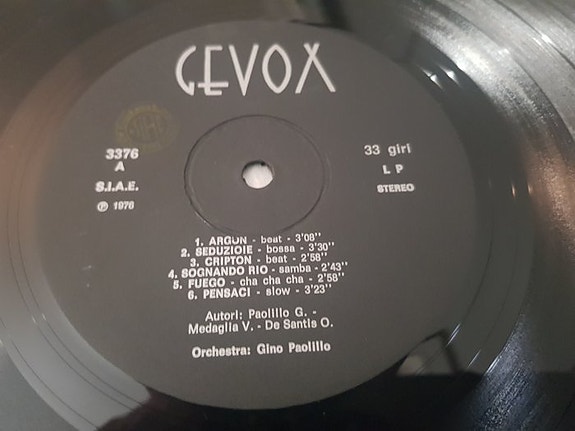 GEVOX
3376
A
S.I.A.E.
℗ 1976
33 giri
L P
STEREO
1. ARGON - beat - 3'08''
2. SEDUZIOIE - bossa - 3'30''
3. CRIPTON - beat - 2'58''
4. SOGNANDO RIO - samba - 2'43''
5. FUEGO - cha cha cha - 2'58''
6. PENSACI - slow - 3'23''
Autori: Paolillo G. -
Medaglia V. - De Santis O.
Orchestra: Gino Paolillo